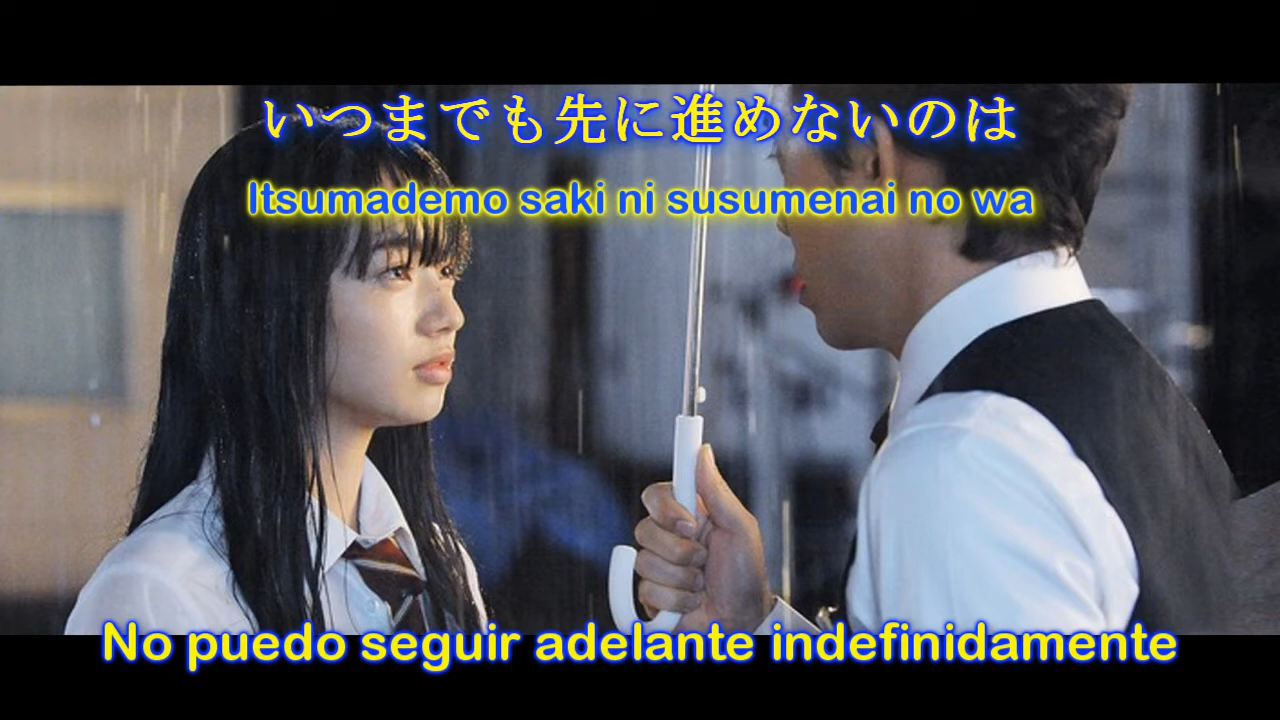 いつまでも先に進めないのは
Itsumademo saki ni susumenai no wa
No puedo seguir adelante indefinidamente